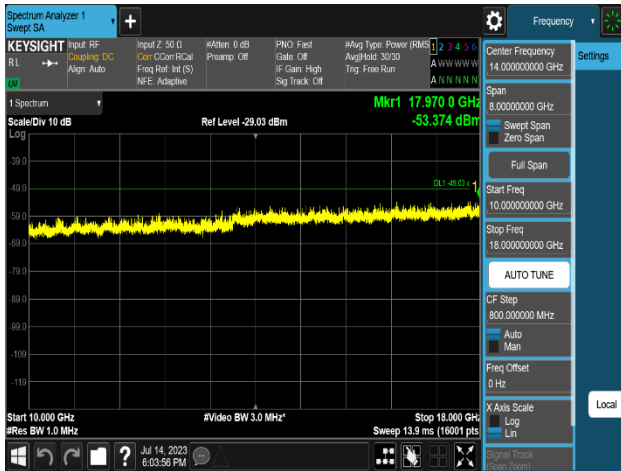 Spectrum Analyzer 1
Swept SA
+
Frequency
KEYSIGHT
RL
Input: RF
Coupling: DC
Align: Auto
Input Z: 50 Ω
Corr CCorr RCal
Freq Ref: Int (S)
NFE: Adaptive
#Atten: 0 dB
Preamp: Off
PNO: Fast
Gate: Off
IF Gain: High
Sig Track: Off
#Avg Type: Power (RMS
Avg|Hold: 30/30
Trig: Free Run
1 2 3 4 5 6
A W W W W W
A N N N N N
1 Spectrum
Scale/Div 10 dB
Log
Ref Level -29.03 dBm
Mkr1 17.970 0 GHz
-53.374 dBm
-39.0
-49.0
-59.0
-69.0
-79.0
-89.0
-99.0
-109
-119
DL1 -49.03
1
Start 10.000 GHz
#Res BW 1.0 MHz
#Video BW 3.0 MHz*
Stop 18.000 GHz
Sweep 13.9 ms (16001 pts
?
Jul 14, 2023
6:03:56 PM
Center Frequency
14.000000000 GHz
Span
8.00000000 GHz
Swept Span
Zero Span
Full Span
Start Freq
10.000000000 GHz
Stop Freq
18.000000000 GHz
AUTO TUNE
CF Step
800.000000 MHz
Auto
Man
Freq Offset
0 Hz
X Axis Scale
Log
Lin
Signal Track
(Span Zoom)
Settings
Local